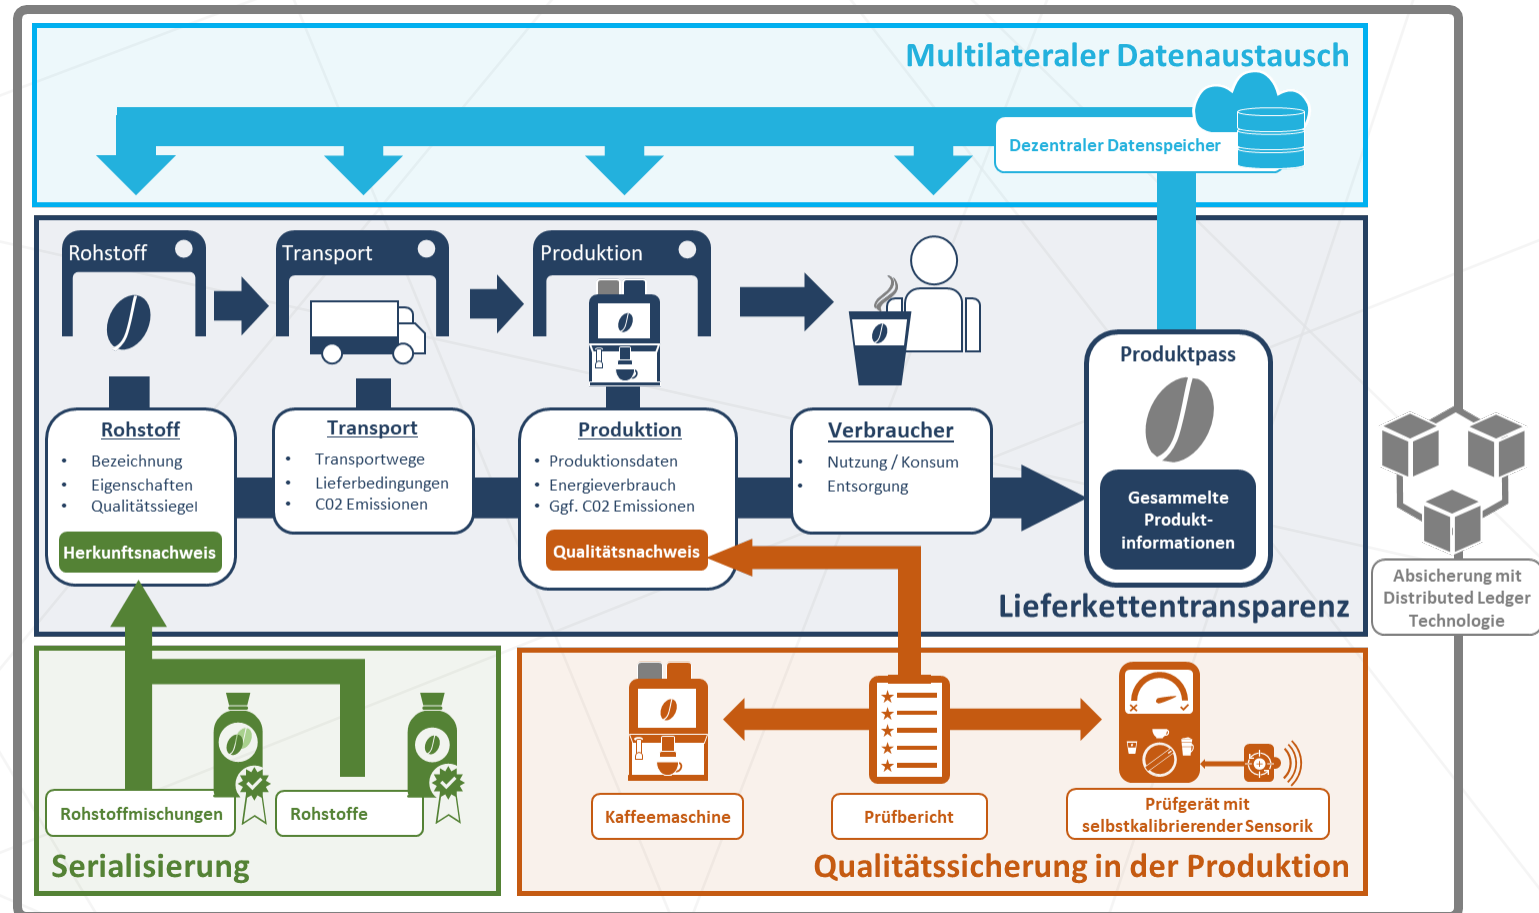 Multilateraler Datenaustausch
Dezentraler Datenspeicher
Rohstoff
Transport
Produktion
Produktpass
Gesammelte
Produkt-
informationen
Rohstoff
• Bezeichnung
• Eigenschaften
• Qualitätssiegel
Herkunftsnachweis
Transport
• Transportwege
• Lieferbedingungen
• C02 Emissionen
Produktion
• Produktionsdaten
• Energieverbrauch
• Ggf. C02 Emissionen
Qualitätsnachweis
Verbraucher
• Nutzung / Konsum
• Entsorgung
Lieferkettentransparenz
Absicherung mit
Distributed Ledger
Technologie
Rohstoffmischungen
Rohstoffe
Serialisierung
Kaffeemaschine
Prüfbericht
Prüfgerät mit
selbstkalibrierender Sensorik
Qualitätssicherung in der Produktion